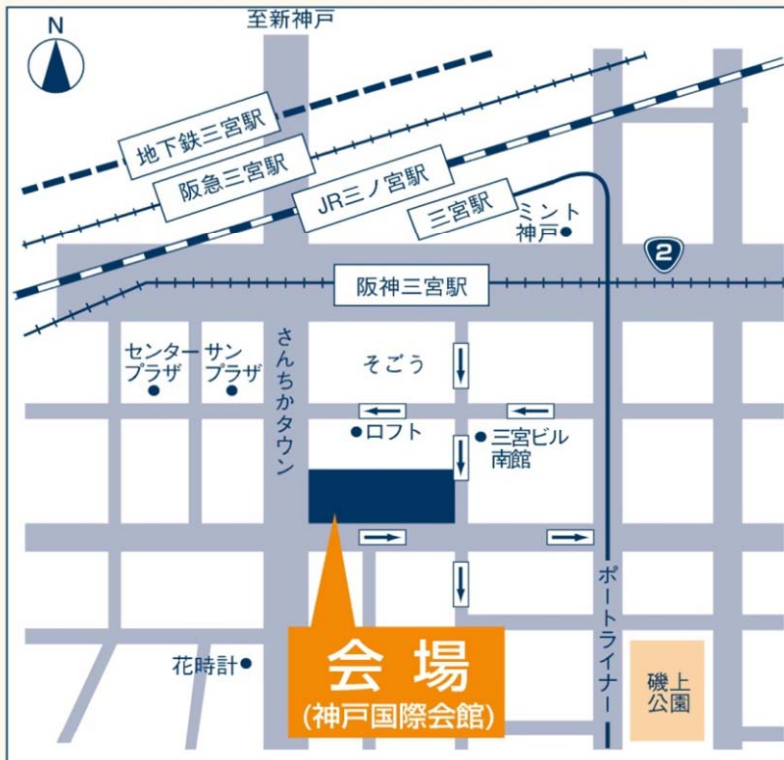 至新神戸
N
地下鉄三宮駅
阪急三宮駅
JR三ノ宮駅
三宮駅
ミント
神戸
2
阪神三宮駅
センター
プラザ
サン
プラザ
さんちかタウン
そごう
ロフト
三宮ビル
南館
ポートライナー
花時計
会場
(神戸国際会館)
磯上
公園